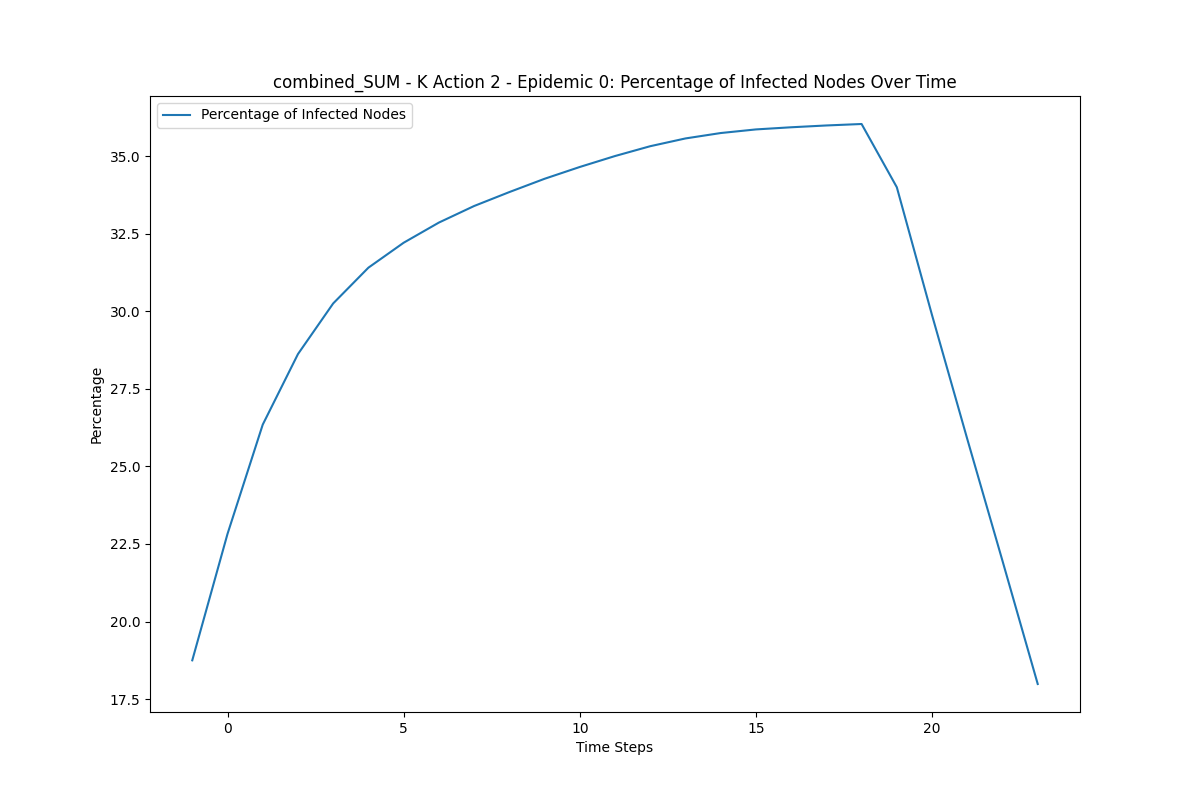 combined_SUM - K Action 2 - Epidemic 0: Percentage of Infected Nodes Over Time
Percentage of Infected Nodes
35.0
32.5
30.0
27.5
25.0
22.5
20.0
17.5
Percentage
0 5 10 15 20
Time Steps